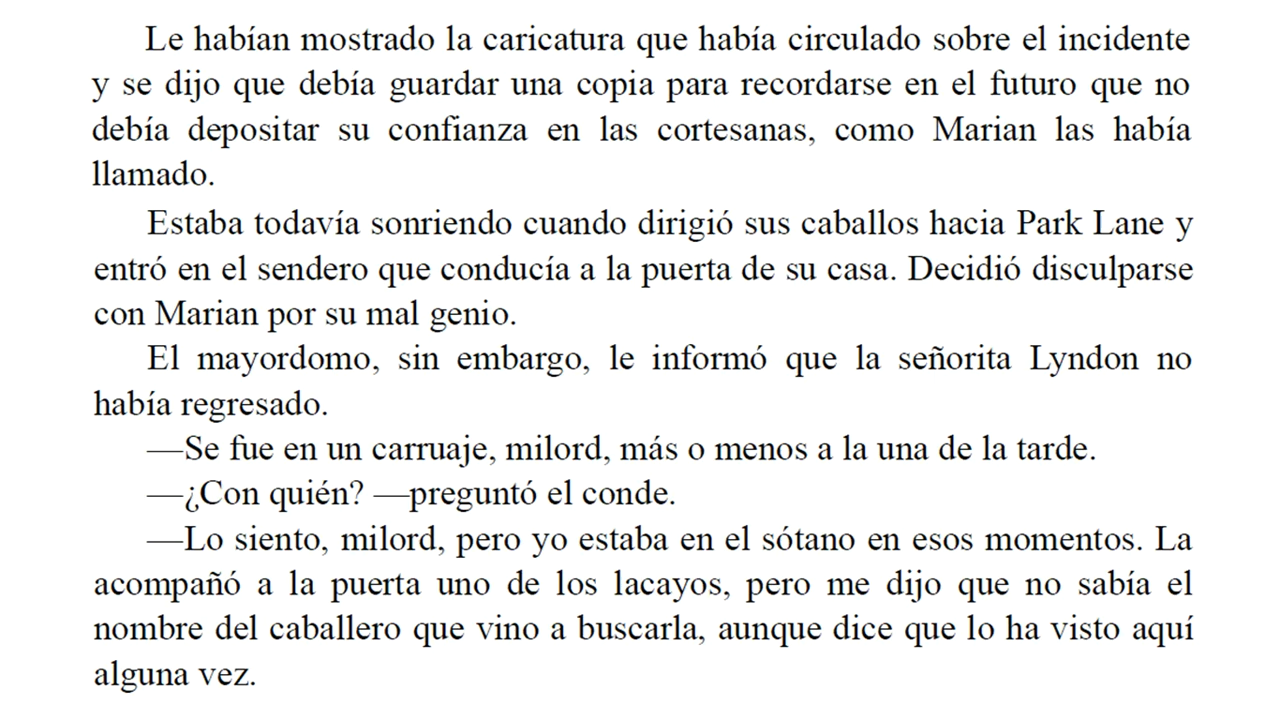 Le habían mostrado la caricatura que había circulado sobre el incidente
y se dijo que debía guardar una copia para recordarse en el futuro que no
debía depositar su confianza en las cortesanas, como Marian las había
llamado.
Estaba todavía sonriendo cuando dirigió sus caballos hacia Park Lane y
entró en el sendero que conducía a la puerta de su casa. Decidió disculparse
con Marian por su mal genio.
El mayordomo, sin embargo, le informó que la señorita Lyndon no
había regresado.
—Se fue en un carruaje, milord, más o menos a la una de la tarde.
—¿Con quién? —preguntó el conde.
—Lo siento, milord, pero yo estaba en el sótano en esos momentos. La
acompañó a la puerta uno de los lacayos, pero me dijo que no sabía el
nombre del caballero que vino a buscarla, aunque dice que lo ha visto aquí
alguna vez.